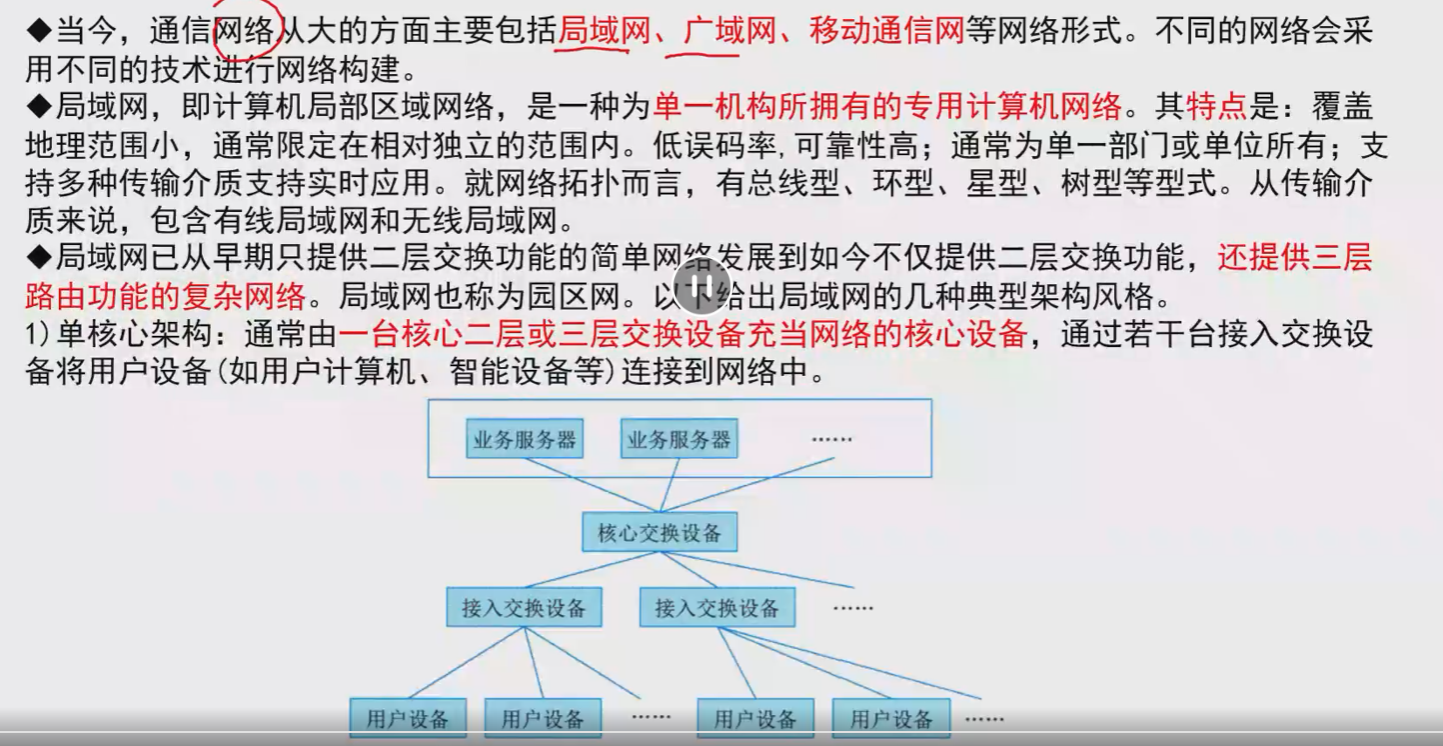 ◆当今，通信网络从大的方面主要包括局域网、广域网、移动通信网等网络形式。不同的网络会采
用不同的技术进行网络构建。
◆局域网，即计算机局部区域网络，是一种为单一机构所拥有的专用计算机网络。其特点是：覆盖
地理范围小，通常限定在相对独立的范围内。低误码率,可靠性高；通常为单一部门或单位所有；支
持多种传输介质支持实时应用。就网络拓扑而言，有总线型、环型、星型、树型等型式。从传输介
质来说，包含有线局域网和无线局域网。
◆局域网已从早期只提供二层交换功能的简单网络发展到如今不仅提供二层交换功能，还提供三层
路由功能的复杂网络。局域网也称为园区网。以下给出局域网的几种典型架构风格。
1)单核心架构：通常由一台核心二层或三层交换设备充当网络的核心设备，通过若干台接入交换设
备将用户设备(如用户计算机、智能设备等)连接到网络中。
业务服务器 业务服务器 ……
核心交换设备
接入交换设备 接入交换设备 ……
用户设备 用户设备 …… 用户设备 用户设备 ……